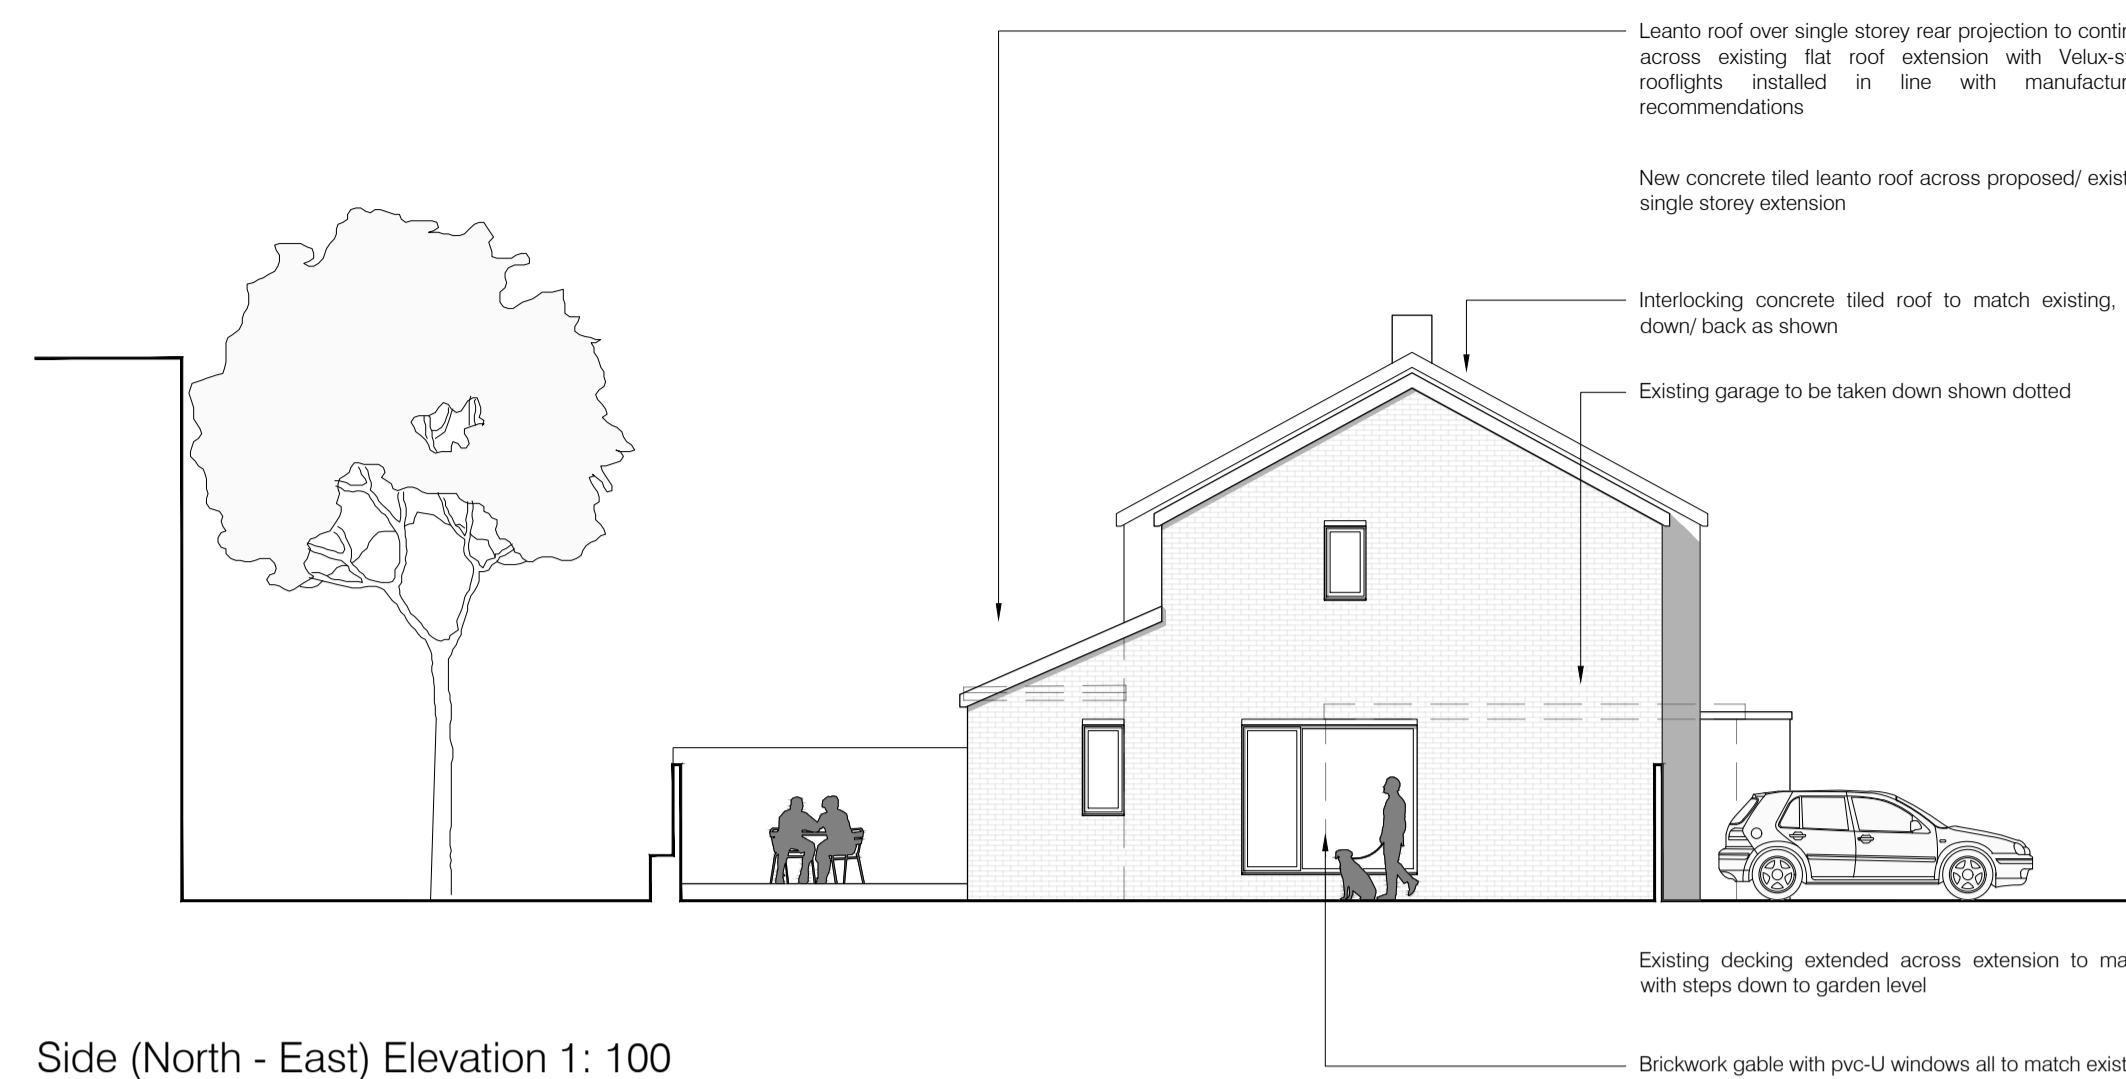 Leanto roof over single storey rear projection to contin
across existing flat roof extension with Velux-s
rooflights installed in line with manufactur
recommendations
New concrete tiled leanto roof across proposed/ exist
single storey extension
Interlocking concrete tiled roof to match existing,
down/ back as shown
Existing garage to be taken down shown dotted
Existing decking extended across extension to ma
with steps down to garden level
Brickwork gable with pvc-U windows all to match exist
Side (North - East) Elevation 1: 100